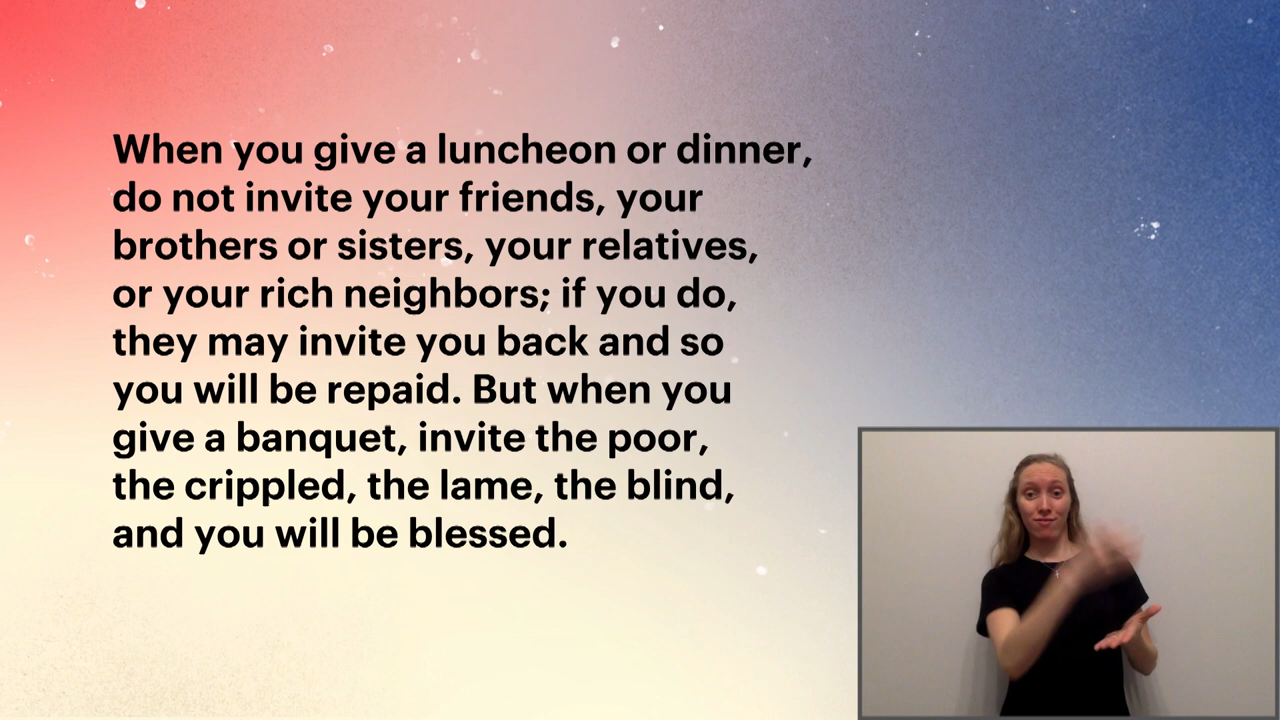 When you give a luncheon or dinner,
do not invite your friends, your
brothers or sisters, your relatives,
or your rich neighbors; if you do,
they may invite you back and so
you will be repaid. But when you
give a banquet, invite the poor,
the crippled, the lame, the blind,
and you will be blessed.